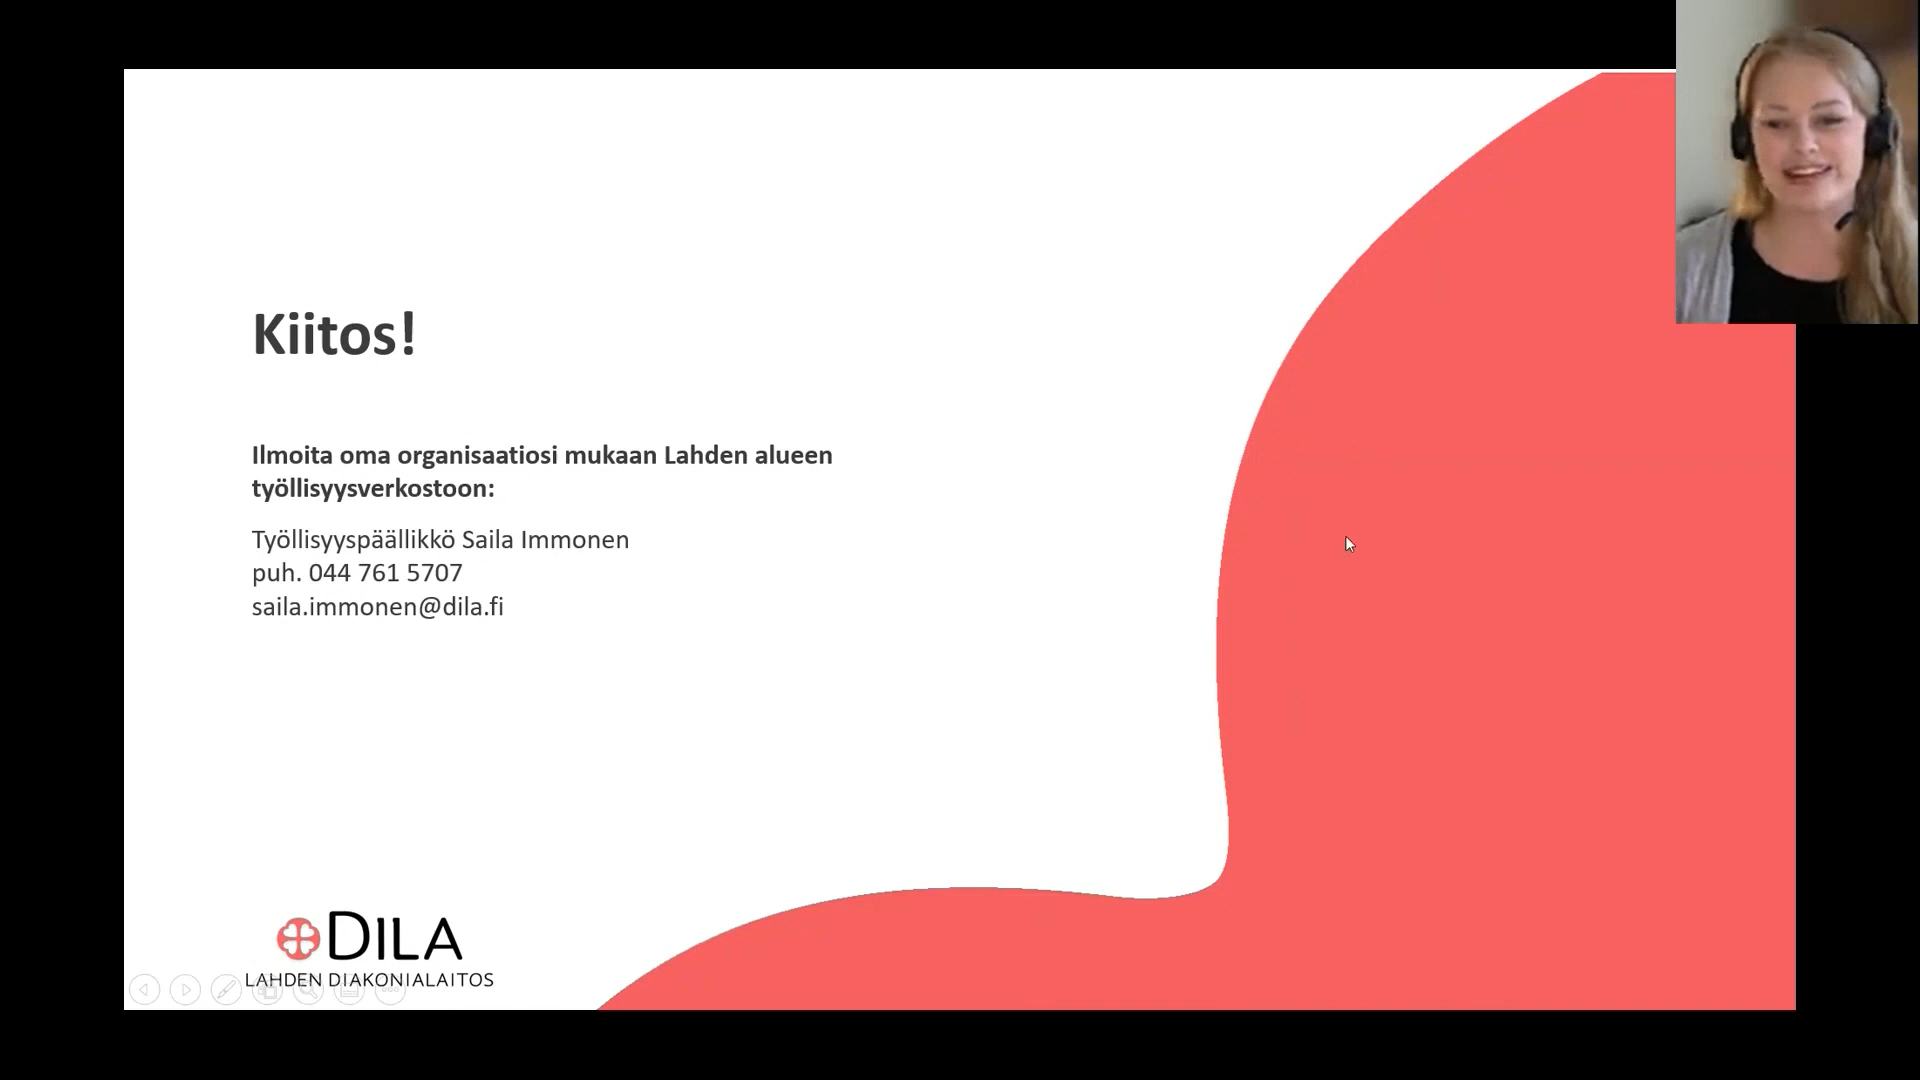 Kiitos!
Ilmoita oma organisaatiosi mukaan Lahden alueen
työllisyysverkostoon:
Työllisyyspäällikkö Saila Immonen
puh. 044 761 5707
saila.immonen@dila.fi
DILA
LAHDEN DIAKONIALAITOS